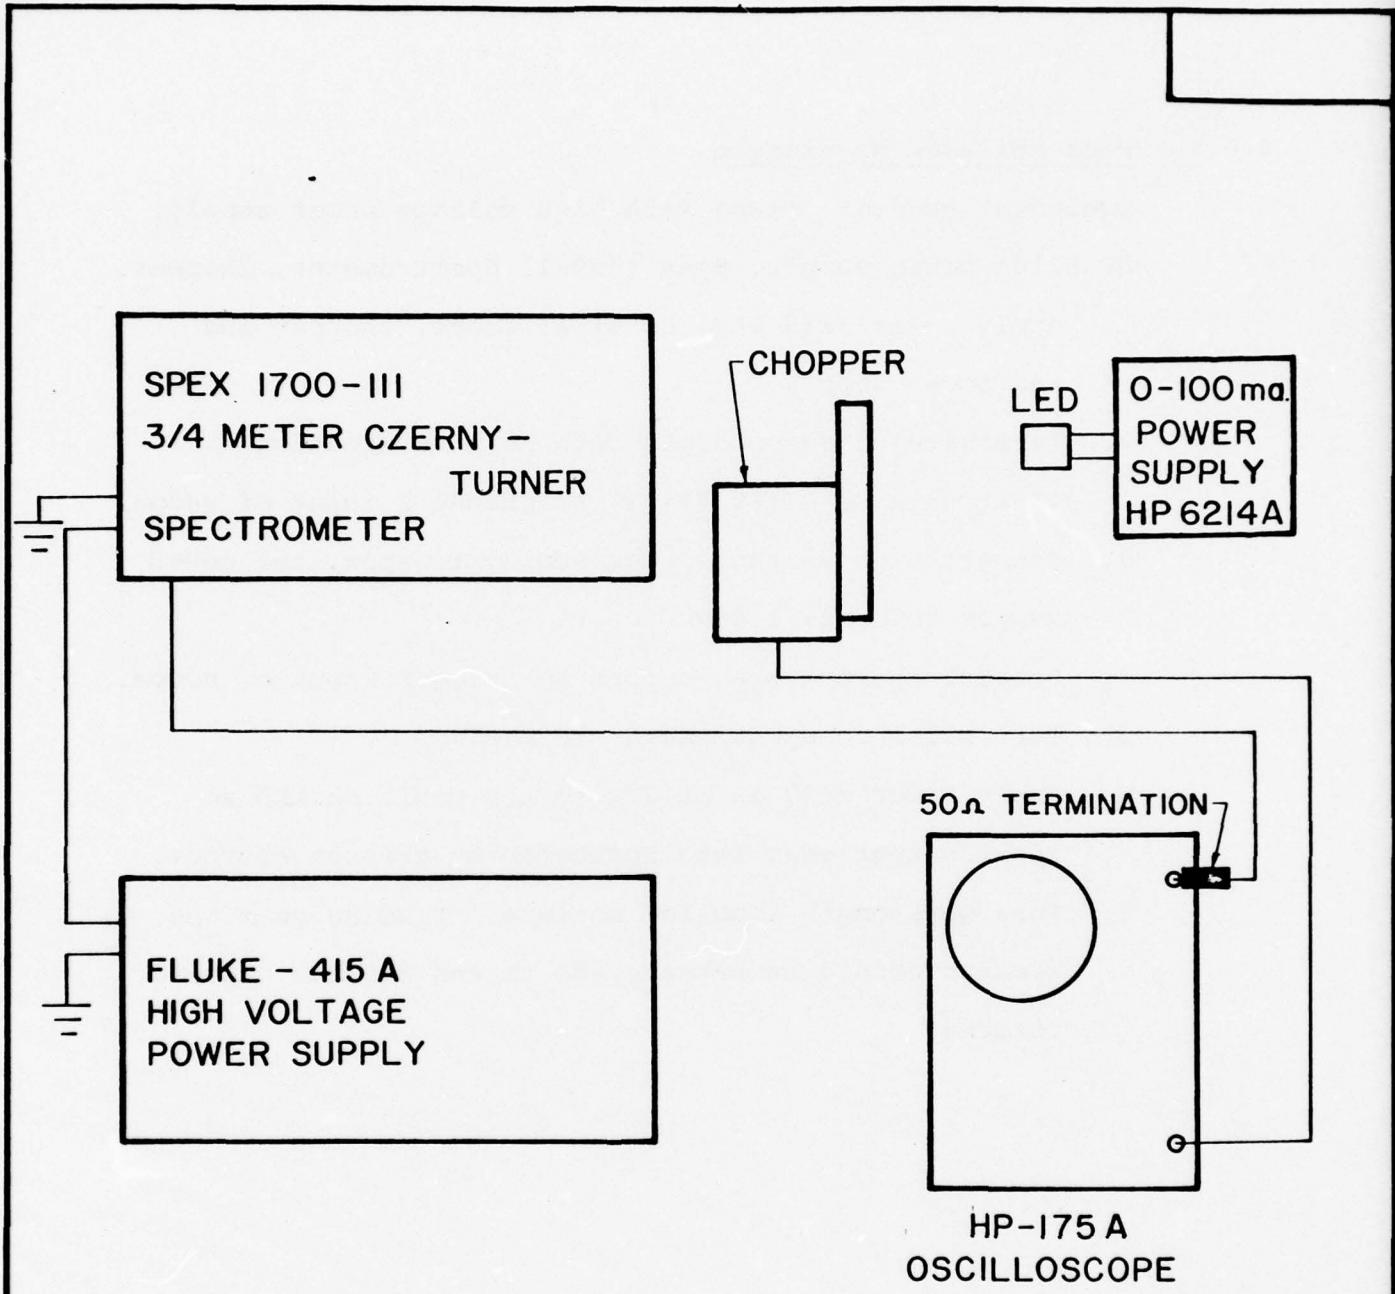 SPEX 1700-111
3/4 METER CZERNY-
TURNER
SPECTROMETER
CHOPPER
LED
0-100 ma.
POWER
SUPPLY
HP 6214A
50Ω TERMINATION
FLUKE - 415 A
HIGH VOLTAGE
POWER SUPPLY
HP-175 A
OSCILLOSCOPE